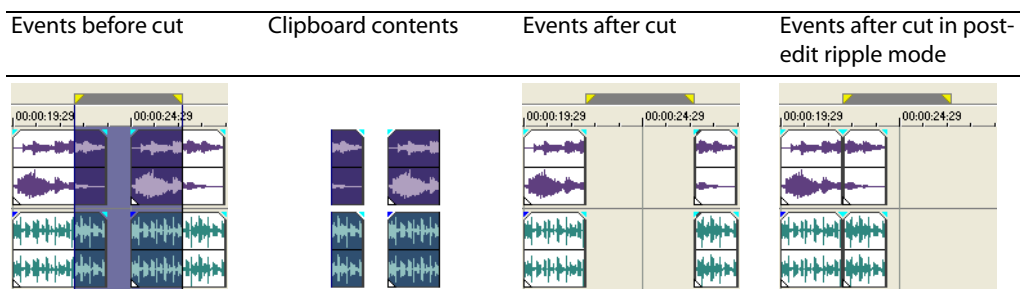 Events before cut
Clipboard contents
Events after cut
Events after cut in post-
edit ripple mode
00:00:19:29 00:00:24:29
00:00:19:29 00:00:24:29
00:00:19:29 00:00:24:29